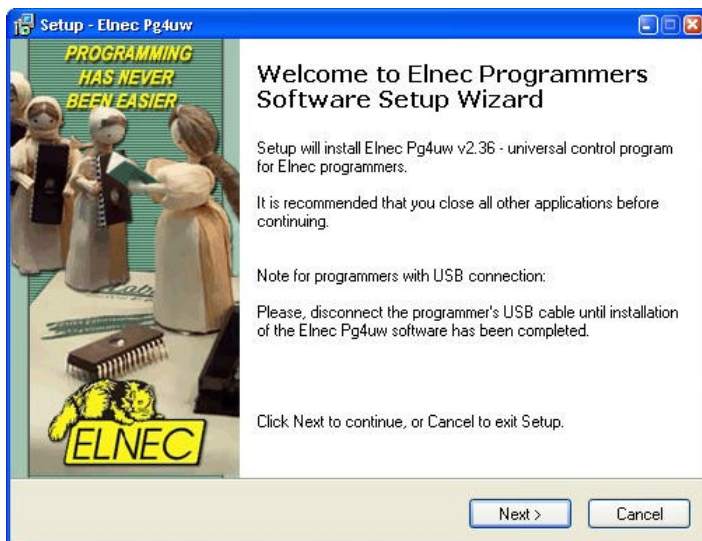 Setup - Elnec Pg4uw
PROGRAMMING
HAS NEVER
BEEN EASIER
Welcome to Elnec Programmers
Software Setup Wizard
Setup will install Elnec Pg4uw v2.36 - universal control program
for Elnec programmers.
It is recommended that you close all other applications before
continuing.
Note for programmers with USB connection:
Please, disconnect the programmer's USB cable until installation
of the Elnec Pg4uw software has been completed.
ELNEC
Click Next to continue, or Cancel to exit Setup.
Next >
Cancel